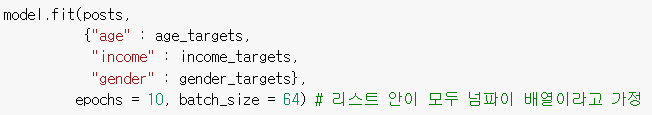 model.fit(posts,
{"age" : age_targets,
"income" : income_targets,
"gender" : gender_targets},
epochs = 10, batch_size = 64) # 리스트 안이 모두 넘파이 배열이라고 가정